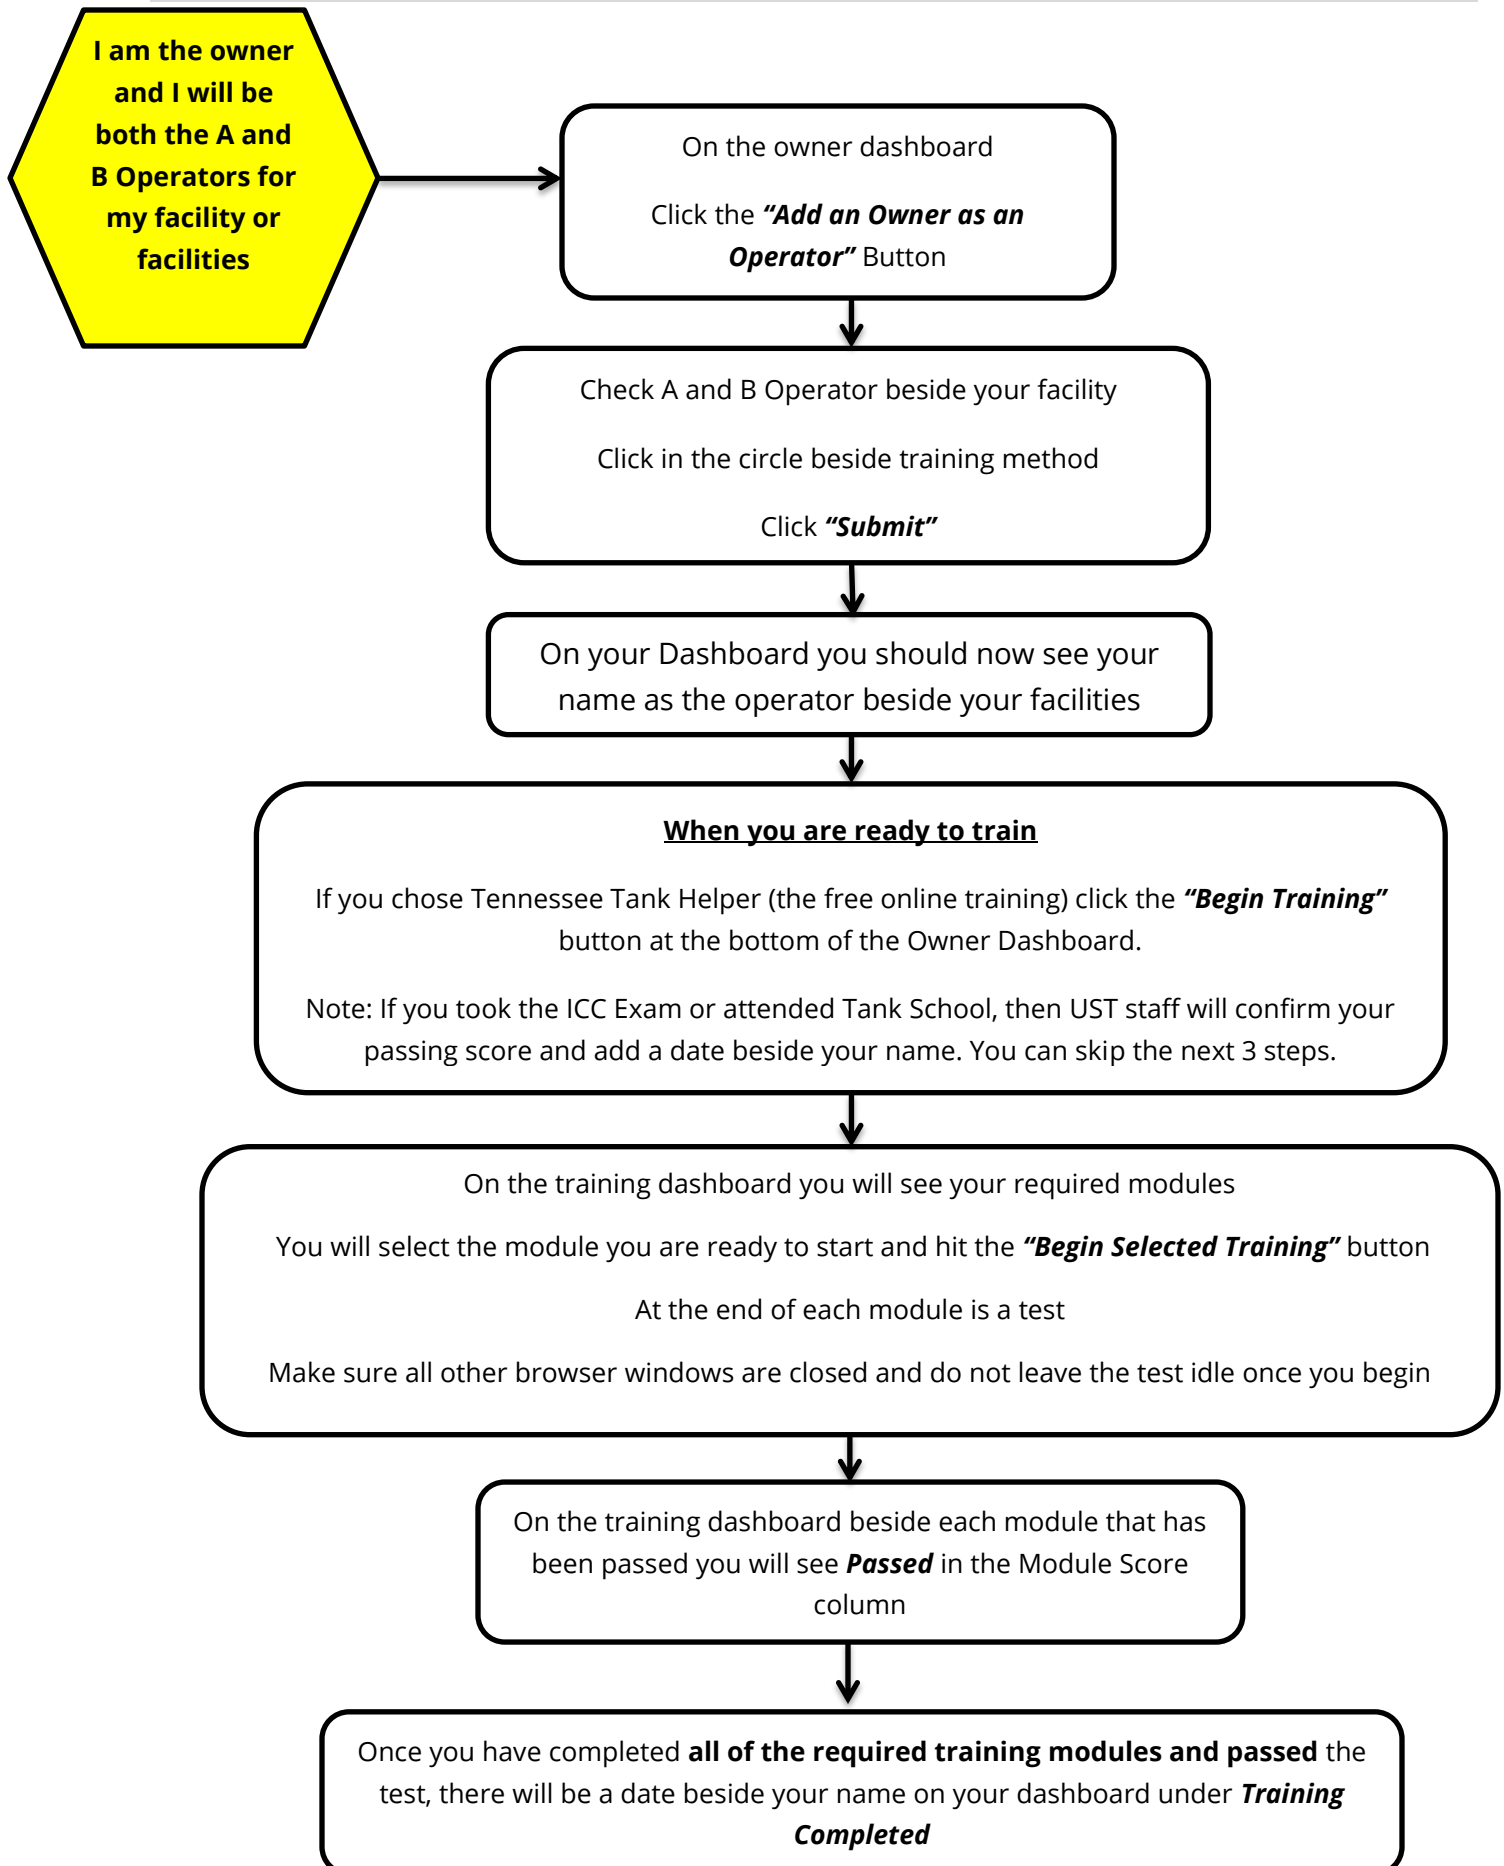 I am the owner
and I will be
both the A and
B Operators for
my facility or
facilities
On the owner dashboard
Click the “Add an Owner as an
Operator” Button
Check A and B Operator beside your facility
Click in the circle beside training method
Click “Submit”
On your Dashboard you should now see your
name as the operator beside your facilities
When you are ready to train
If you chose Tennessee Tank Helper (the free online training) click the “Begin Training”
button at the bottom of the Owner Dashboard.
Note: If you took the ICC Exam or attended Tank School, then UST staff will confirm your
passing score and add a date beside your name. You can skip the next 3 steps.
On the training dashboard you will see your required modules
You will select the module you are ready to start and hit the “Begin Selected Training” button
At the end of each module is a test
Make sure all other browser windows are closed and do not leave the test idle once you begin
On the training dashboard beside each module that has
been passed you will see Passed in the Module Score
column
Once you have completed all of the required training modules and passed the
test, there will be a date beside your name on your dashboard under Training
Completed